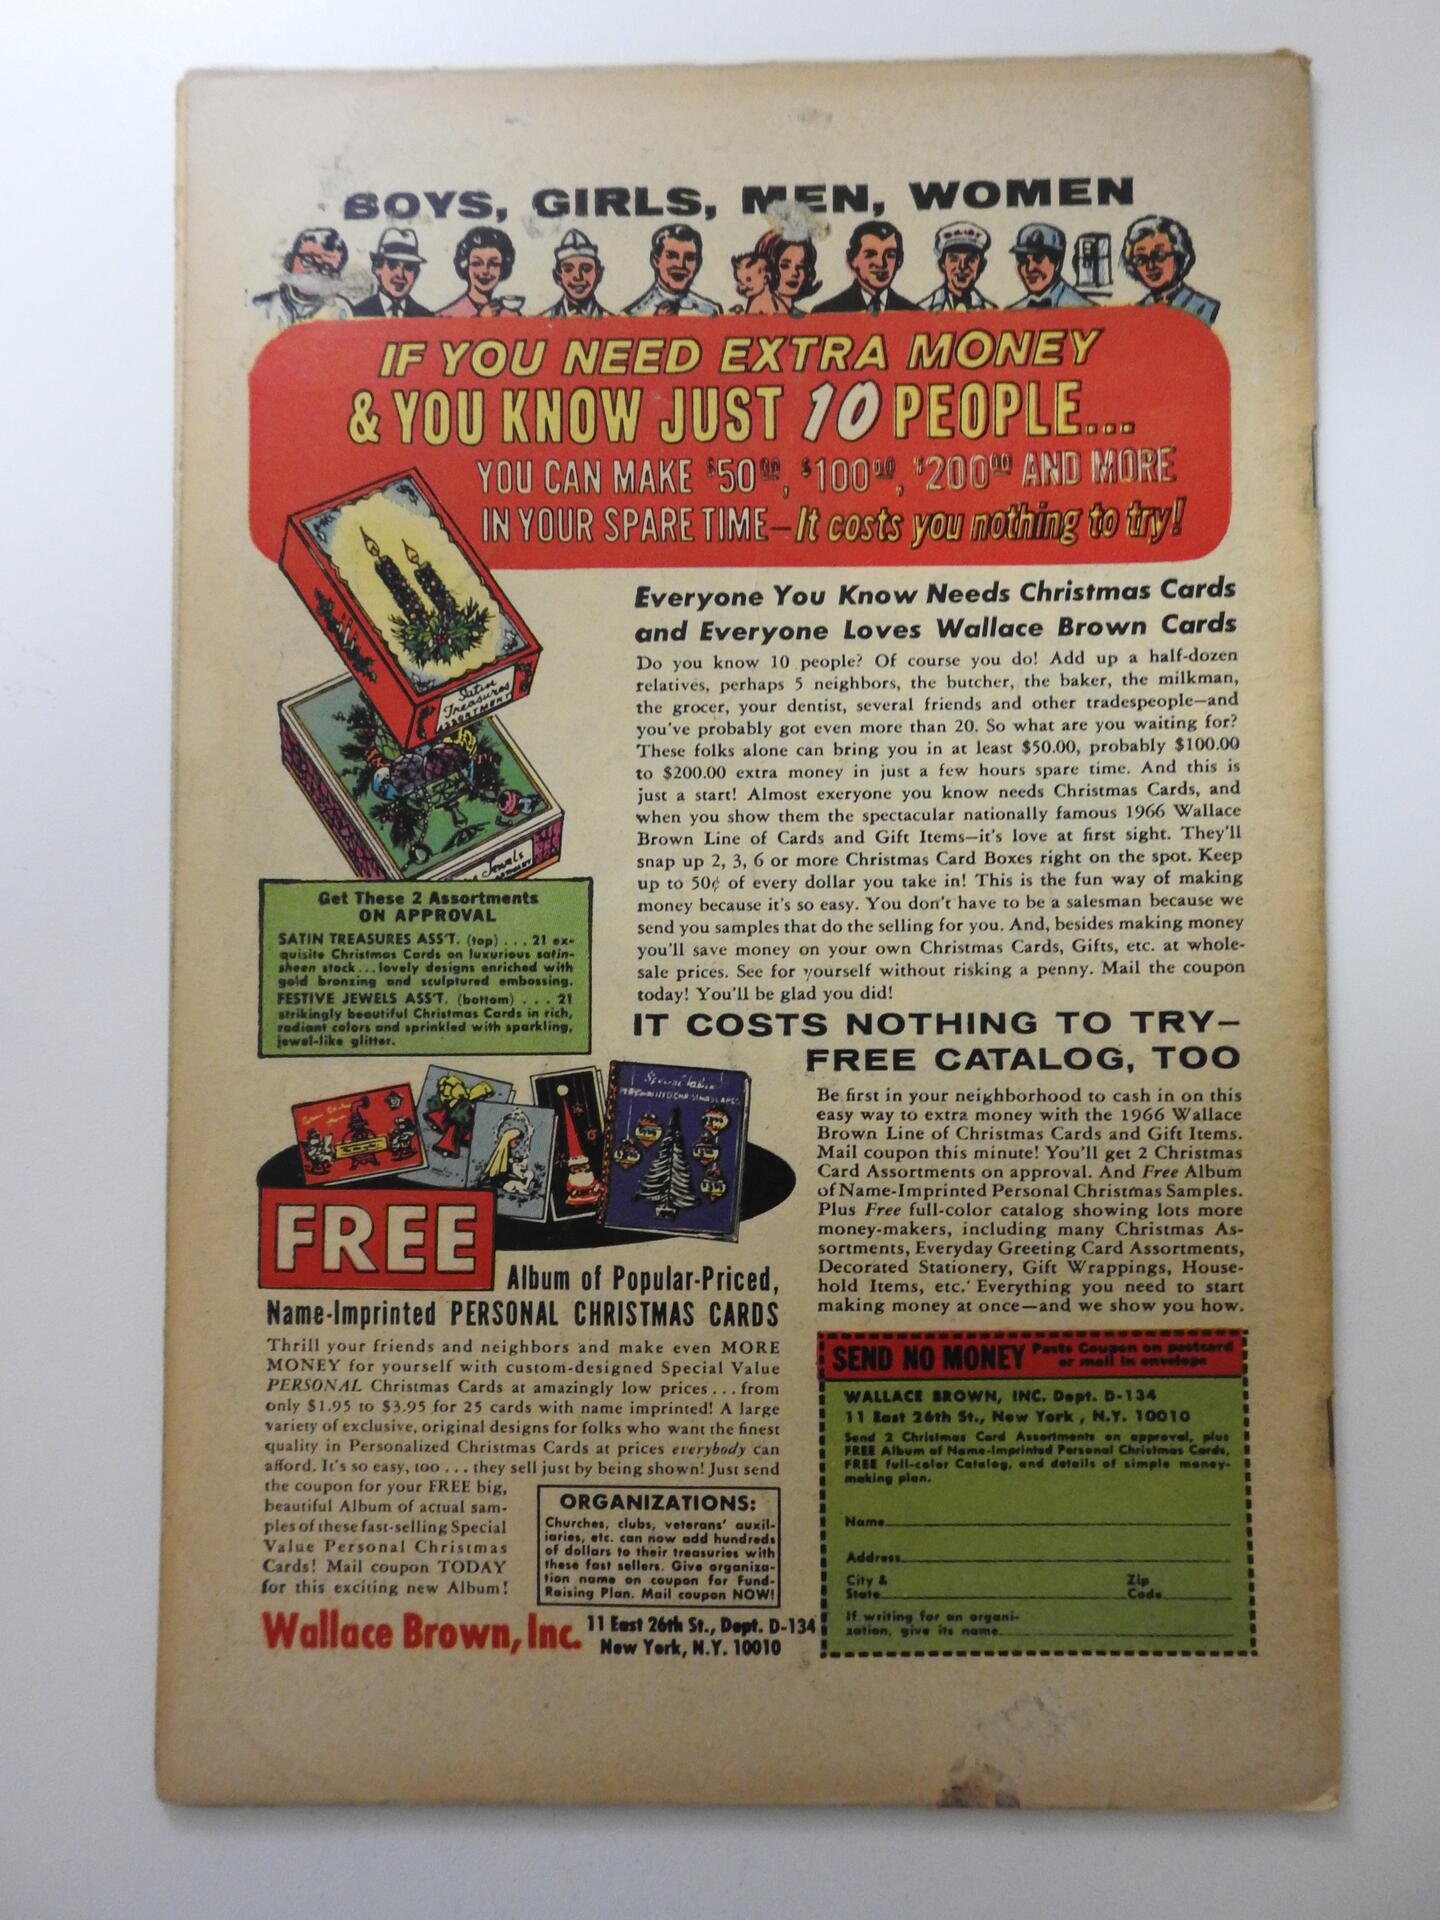 BOYS, GIRLS, MEN, WOMEN
DAIRY
IF YOU NEED EXTRA MONEY
& YOU KNOW JUST 10 PEOPLE...
YOU CAN MAKE $50.00, $100.00, $200.00 AND MORE
IN YOUR SPARE TIME—It costs you nothing to try!
Satin
Treasures
ASSORTMENT
Jewels
Get These 2 Assortments
ON APPROVAL
SATIN TREASURES ASS'T. (top) . . . 21 ex-
quisite Christmas Cards on luxurious satin-
sheen stock...lovely designs enriched with
gold bronzing and sculptured embossing.
FESTIVE JEWELS ASS'T. (bottom) . . . 21
strikingly beautiful Christmas Cards in rich,
radiant colors and sprinkled with sparkling,
jewel-like glitter.
Everyone You Know Needs Christmas Cards
and Everyone Loves Wallace Brown Cards
Do you know 10 people? Of course you do! Add up a half-dozen
relatives, perhaps 5 neighbors, the butcher, the baker, the milkman,
the grocer, your dentist, several friends and other tradespeople—and
you've probably got even more than 20. So what are you waiting for?
These folks alone can bring you in at least $50.00, probably $100.00
to $200.00 extra money in just a few hours spare time. And this is
just a start! Almost exeryone you know needs Christmas Cards, and
when you show them the spectacular nationally famous 1966 Wallace
Brown Line of Cards and Gift Items—it's love at first sight. They'll
snap up 2, 3, 6 or more Christmas Card Boxes right on the spot. Keep
up to 50¢ of every dollar you take in! This is the fun way of making
money because it's so easy. You don't have to be a salesman because we
send you samples that do the selling for you. And, besides making money
you'll save money on your own Christmas Cards, Gifts, etc. at whole-
sale prices. See for yourself without risking a penny. Mail the coupon
today! You'll be glad you did!
IT COSTS NOTHING TO TRY—
FREE CATALOG, TOO
Be first in your neighborhood to cash in on this
easy way to extra money with the 1966 Wallace
Brown Line of Christmas Cards and Gift Items.
Mail coupon this minute! You'll get 2 Christmas
Card Assortments on approval. And Free Album
of Name-Imprinted Personal Christmas Samples.
Plus Free full-color catalog showing lots more
money-makers, including many Christmas As-
sortments, Everyday Greeting Card Assortments,
Decorated Stationery, Gift Wrappings, House-
hold Items, etc. Everything you need to start
making money at once—and we show you how.
Special Value
PERSONALIZED CHRISTMAS CARDS
FREE
Album of Popular-Priced,
Name-Imprinted PERSONAL CHRISTMAS CARDS
Thrill your friends and neighbors and make even MORE
MONEY for yourself with custom-designed Special Value
PERSONAL Christmas Cards at amazingly low prices...from
only $1.95 to $3.95 for 25 cards with name imprinted! A large
variety of exclusive, original designs for folks who want the finest
quality in Personalized Christmas Cards at prices everybody can
afford. It's so easy, too . . . they sell just by being shown! Just send
the coupon for your FREE big,
beautiful Album of actual sam-
ples of these fast-selling Special
Value Personal Christmas
Cards! Mail coupon TODAY
for this exciting new Album!
ORGANIZATIONS:
Churches, clubs, veterans' auxil-
iaries, etc. can now add hundreds
of dollars to their treasuries with
these fast sellers. Give organiza-
tion name on coupon for Fund-
Raising Plan. Mail coupon NOW!
Wallace Brown, Inc. 11 East 26th St., Dept. D-134
New York, N.Y. 10010
SEND NO MONEY Paste Coupon on postcard
or mail in envelope
WALLACE BROWN, INC. Dept. D-134
11 East 26th St., New York , N.Y. 10010
Send 2 Christmas Card Assortments on approval, plus
FREE Album of Name-Imprinted Personal Christmas Cards,
FREE full-color Catalog, and details of simple money-
making plan.
Name
Address
City & Zip
State Code
If writing for an organi-
zation, give its name